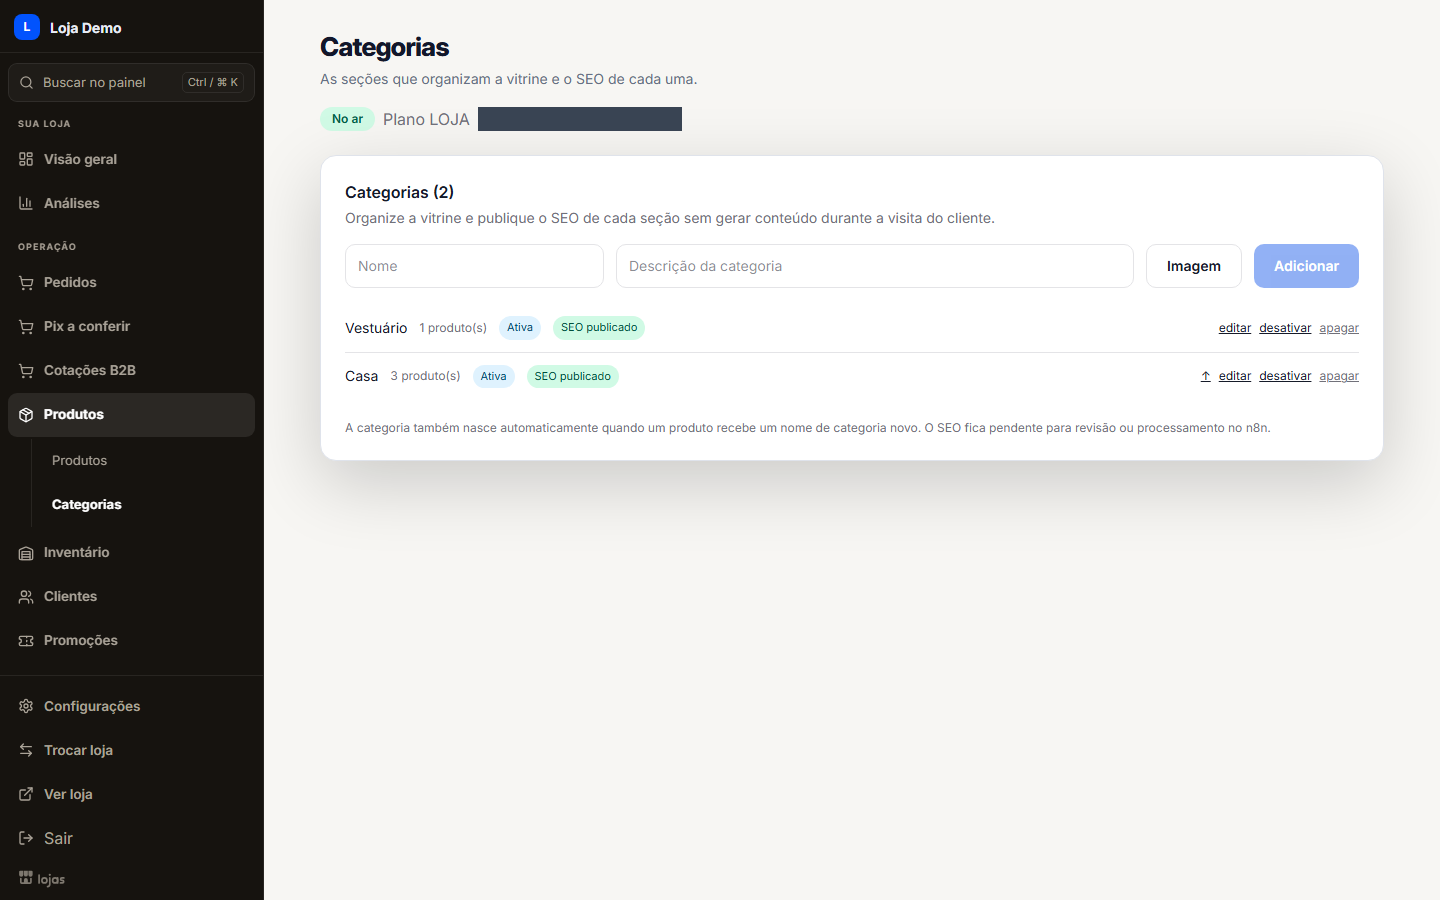 L Loja Demo
Buscar no painel Ctrl / ⌘ K
SUA LOJA
Visão geral
Análises
OPERAÇÃO
Pedidos
Pix a conferir
Cotações B2B
Produtos
Produtos
Categorias
Inventário
Clientes
Promoções
Configurações
Trocar loja
Ver loja
Sair
lojas
Categorias
As seções que organizam a vitrine e o SEO de cada uma.
No ar Plano LOJA
Categorias (2)
Organize a vitrine e publique o SEO de cada seção sem gerar conteúdo durante a visita do cliente.
Nome Descrição da categoria Imagem Adicionar
Vestuário 1 produto(s) Ativa SEO publicado editar desativar apagar
Casa 3 produto(s) Ativa SEO publicado ↑ editar desativar apagar
A categoria também nasce automaticamente quando um produto recebe um nome de categoria novo. O SEO fica pendente para revisão ou processamento no n8n.